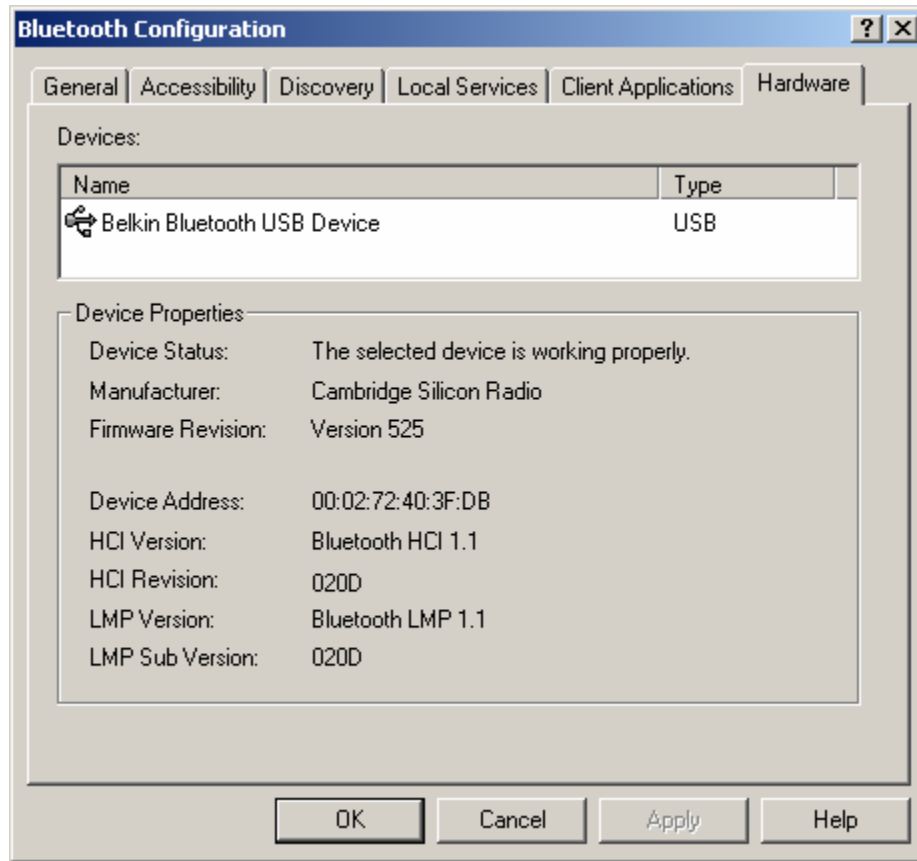 Bluetooth Configuration
General Accessibility Discovery Local Services Client Applications Hardware
Devices:
Name Type
Belkin Bluetooth USB Device USB
Device Properties
Device Status: The selected device is working properly.
Manufacturer: Cambridge Silicon Radio
Firmware Revision: Version 525
Device Address: 00:02:72:40:3F:DB
HCI Version: Bluetooth HCI 1.1
HCI Revision: 020D
LMP Version: Bluetooth LMP 1.1
LMP Sub Version: 020D
OK Cancel Apply Help